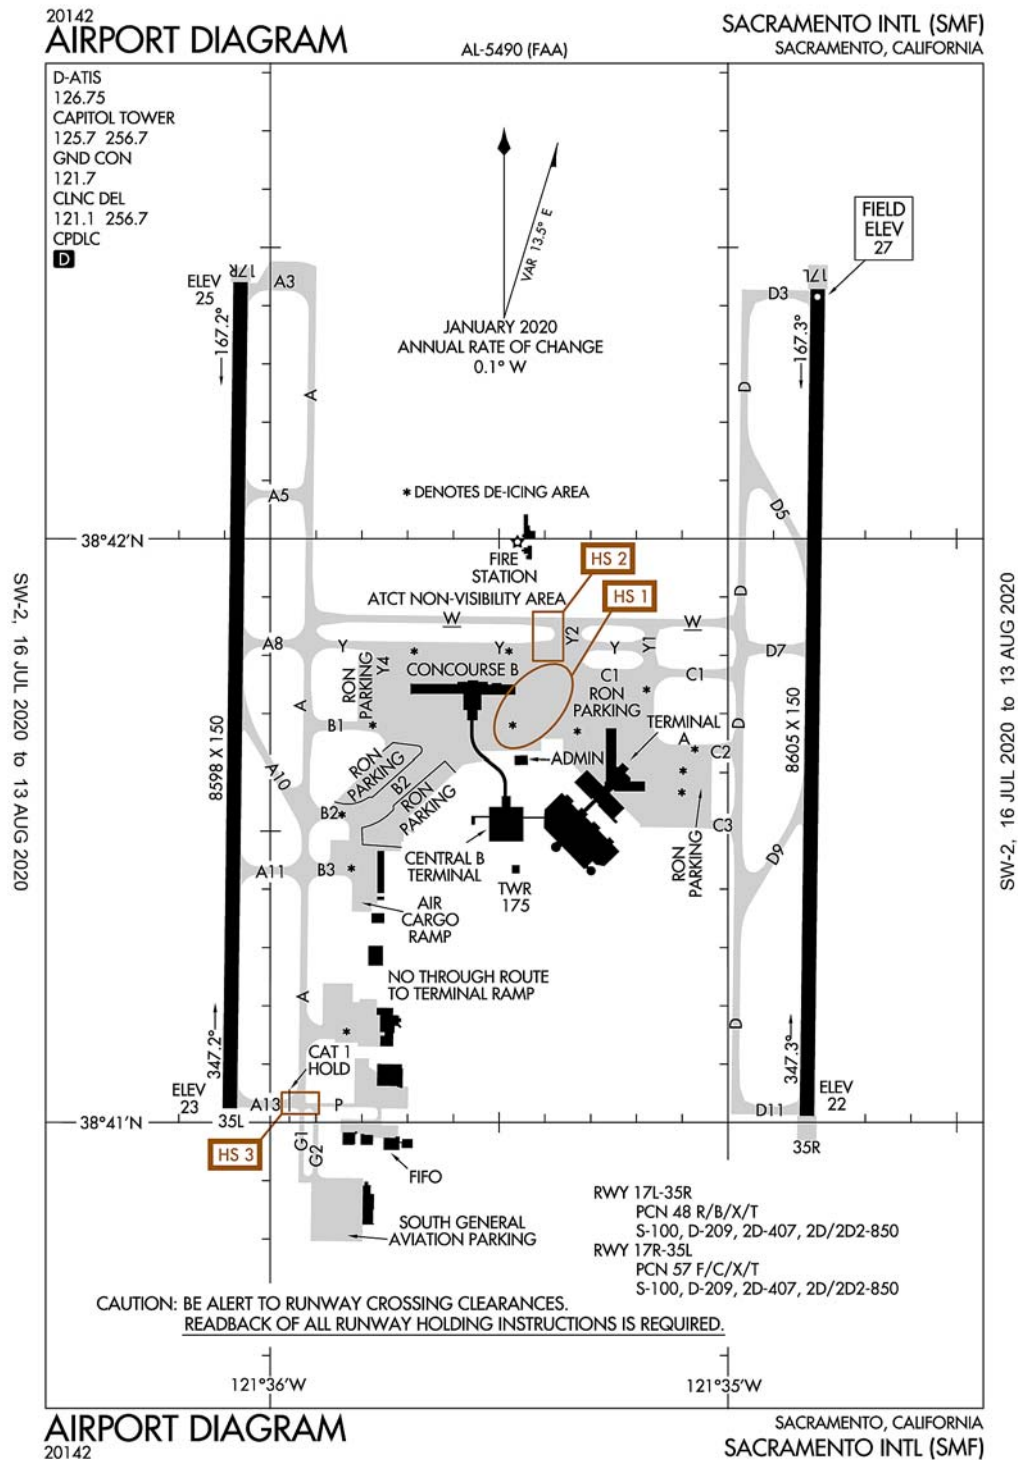 20142
AIRPORT DIAGRAM
AL-5490 (FAA)
SACRAMENTO INTL (SMF)
SACRAMENTO, CALIFORNIA
D-ATIS
126.75
CAPITOL TOWER
125.7 256.7
GND CON
121.7
CLNC DEL
121.1 256.7
CPDLC
D
VAR 13.5° E
JANUARY 2020
ANNUAL RATE OF CHANGE
0.1° W
FIELD
ELEV
27
ELEV
25
17R
A3
167.2°
A
17L
D3
167.3°
D
A5
* DENOTES DE-ICING AREA
D5
38°42'N
FIRE
STATION
HS 2
HS 1
ATCT NON-VISIBILITY AREA
D
W
Y2
W
A8
Y
Y
Y
Y1
D7
Y4
RON
PARKING
CONCOURSE B
C1
C1
RON
PARKING
A
B1
TERMINAL
A
D
C2
8598 X 150
8605 X 150
A10
RON
PARKING
B2
RON
PARKING
ADMIN
B2
C3
RON
PARKING
D9
A11
B3
CENTRAL B
TERMINAL
TWR
175
AIR
CARGO
RAMP
NO THROUGH ROUTE
TO TERMINAL RAMP
A
D
347.2°
347.3°
CAT 1
HOLD
ELEV
23
A13
P
35L
D11
ELEV
22
35R
38°41'N
HS 3
G1
G2
FIFO
SOUTH GENERAL
AVIATION PARKING
RWY 17L-35R
PCN 48 R/B/X/T
S-100, D-209, 2D-407, 2D/2D2-850
RWY 17R-35L
PCN 57 F/C/X/T
S-100, D-209, 2D-407, 2D/2D2-850
CAUTION: BE ALERT TO RUNWAY CROSSING CLEARANCES.
READBACK OF ALL RUNWAY HOLDING INSTRUCTIONS IS REQUIRED.
121°36'W
121°35'W
SW-2, 16 JUL 2020 to 13 AUG 2020
SW-2, 16 JUL 2020 to 13 AUG 2020
AIRPORT DIAGRAM
20142
SACRAMENTO, CALIFORNIA
SACRAMENTO INTL (SMF)